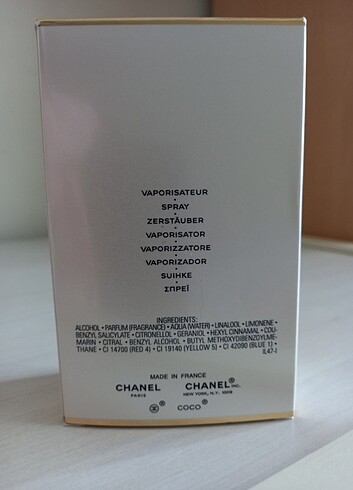 VAPORISATEUR
•
SPRAY
•
ZERSTÄUBER
•
VAPORISATOR
•
VAPORIZZATORE
•
VAPORIZADOR
•
SUIHKE
•
ΣΠΡΕΪ
INGREDIENTS:
ALCOHOL • PARFUM (FRAGRANCE) • AQUA (WATER) • LINALOOL • LIMONENE •
BENZYL SALICYLATE • CITRONELLOL • GERANIOL • HEXYL CINNAMAL • COU-
MARIN • CITRAL • BENZYL ALCOHOL • BUTYL METHOXYDIBENZOYLME-
THANE • CI 14700 (RED 4) • CI 19140 (YELLOW 5) • CI 42090 (BLUE 1) •
IL47-I
MADE IN FRANCE
CHANEL CHANEL® INC.
PARIS NEW YORK, N.Y. 10019
® COCO®